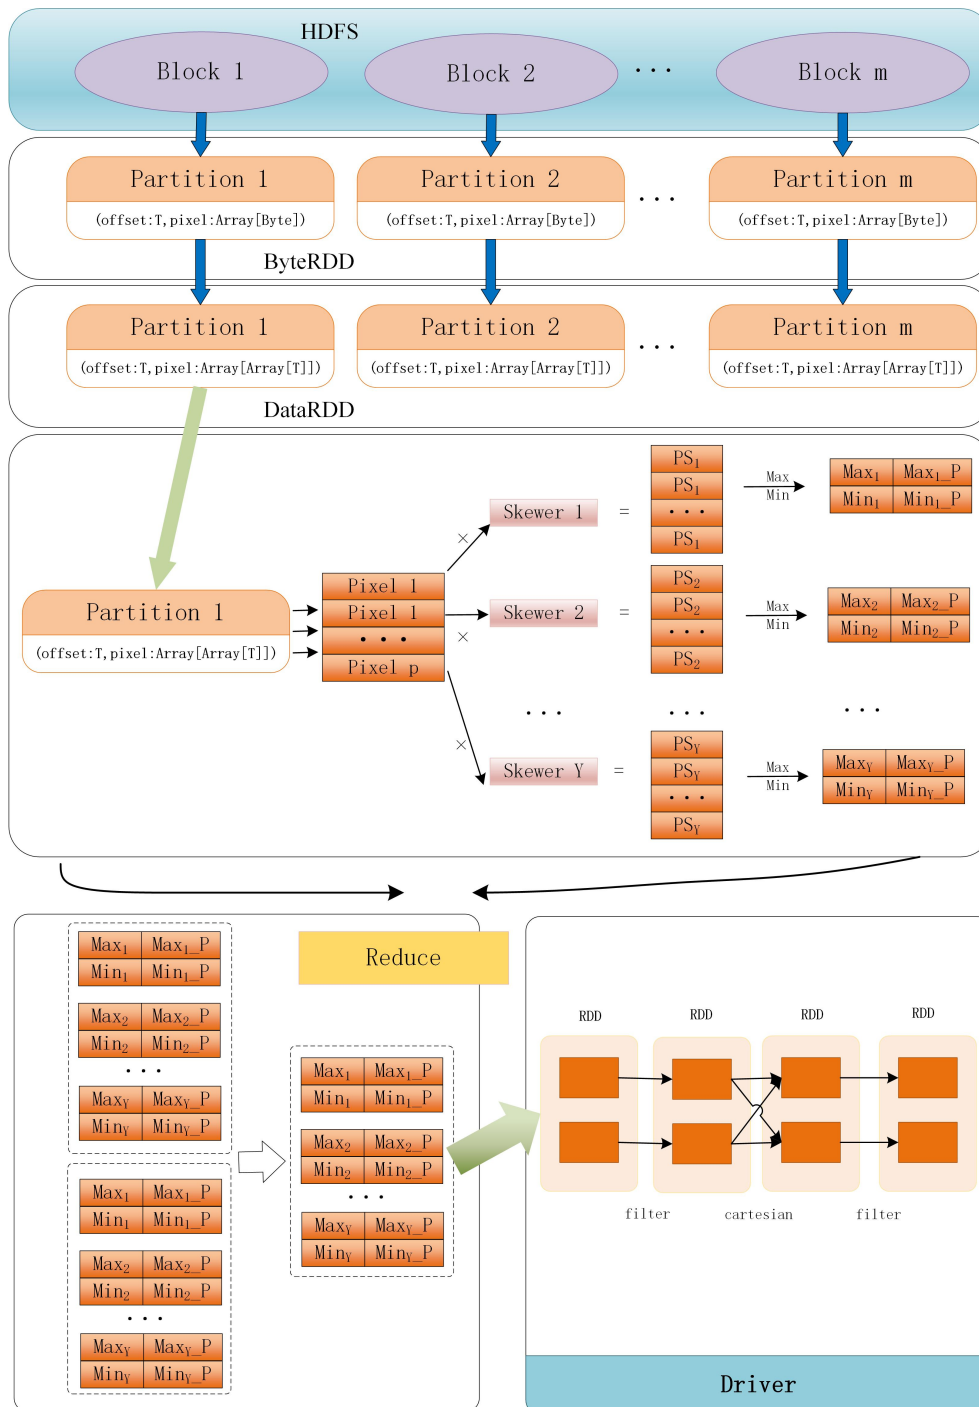 HDFS
Block 1 Block 2 ... Block m
Partition 1 Partition 2 ... Partition m
(offset:T,pixel:Array[Byte]) (offset:T,pixel:Array[Byte]) (offset:T,pixel:Array[Byte])
ByteRDD
Partition 1 Partition 2 ... Partition m
(offset:T,pixel:Array[Array[T]]) (offset:T,pixel:Array[Array[T]]) (offset:T,pixel:Array[Array[T]])
DataRDD
Partition 1
(offset:T,pixel:Array[Array[T]])
Pixel 1
Pixel 1
...
Pixel p
×
×
×
Skewer 1 =
PS₁
PS₁
...
PS₁
Max
Min
Max₁ Max₁_P
Min₁ Min₁_P
Skewer 2 =
PS₂
PS₂
...
PS₂
Max
Min
Max₂ Max₂_P
Min₂ Min₂_P
... ... ...
Skewer Y =
PSY
PSY
...
PSY
Max
Min
MaxY MaxY_P
MinY MinY_P
Reduce
Max₁ Max₁_P
Min₁ Min₁_P
Max₂ Max₂_P
Min₂ Min₂_P
...
MaxY MaxY_P
MinY MinY_P
Max₁ Max₁_P
Min₁ Min₁_P
Max₂ Max₂_P
Min₂ Min₂_P
...
MaxY MaxY_P
MinY MinY_P
Max₁ Max₁_P
Min₁ Min₁_P
Max₂ Max₂_P
Min₂ Min₂_P
...
MaxY MaxY_P
MinY MinY_P
RDD RDD RDD RDD
filter cartesian filter
Driver